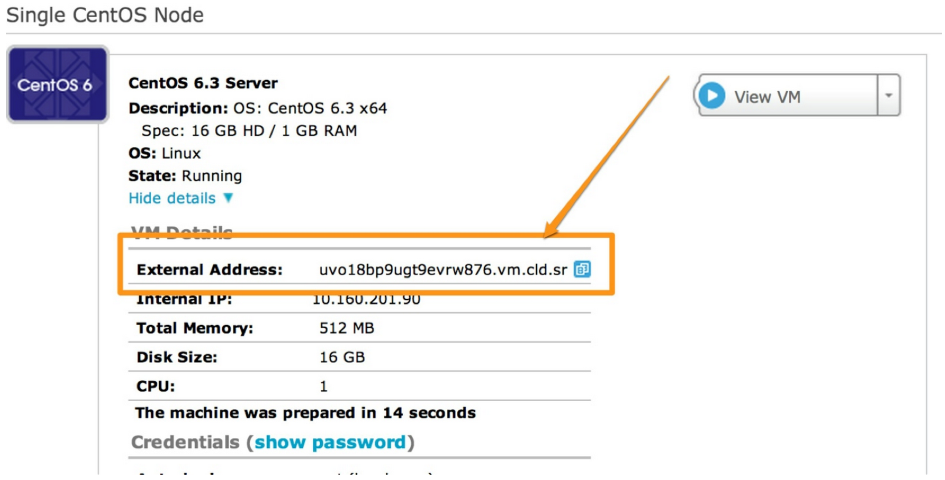 Single CentOS Node
CentOS 6
CentOS 6.3 Server
View VM
Description: OS: CentOS 6.3 x64
Spec: 16 GB HD / 1 GB RAM
OS: Linux
State: Running
Hide details ▼
VM Details
External Address: uvo18bp9ugt9evrw876.vm.cld.sr
Internal IP: 10.160.201.90
Total Memory: 512 MB
Disk Size: 16 GB
CPU: 1
The machine was prepared in 14 seconds
Credentials (show password)